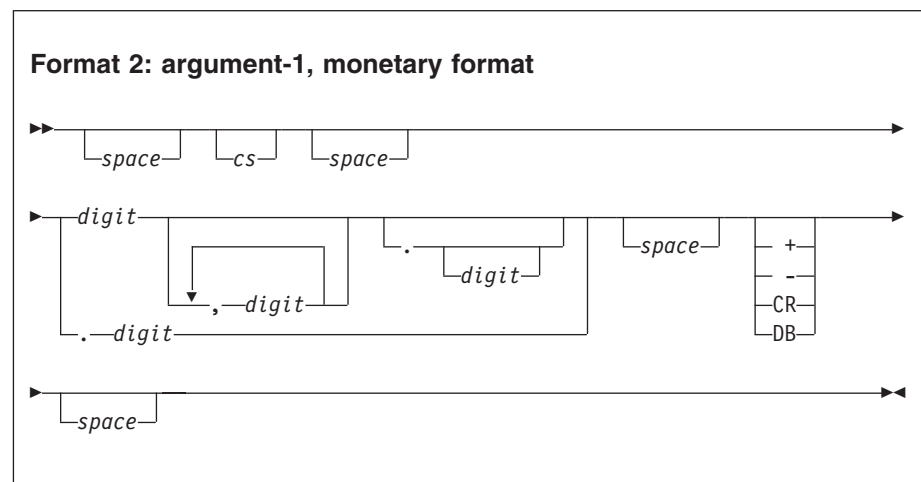 Format 2: argument-1, monetary format
space cs space
digit . space +
digit -
, digit CR
. digit DB
space